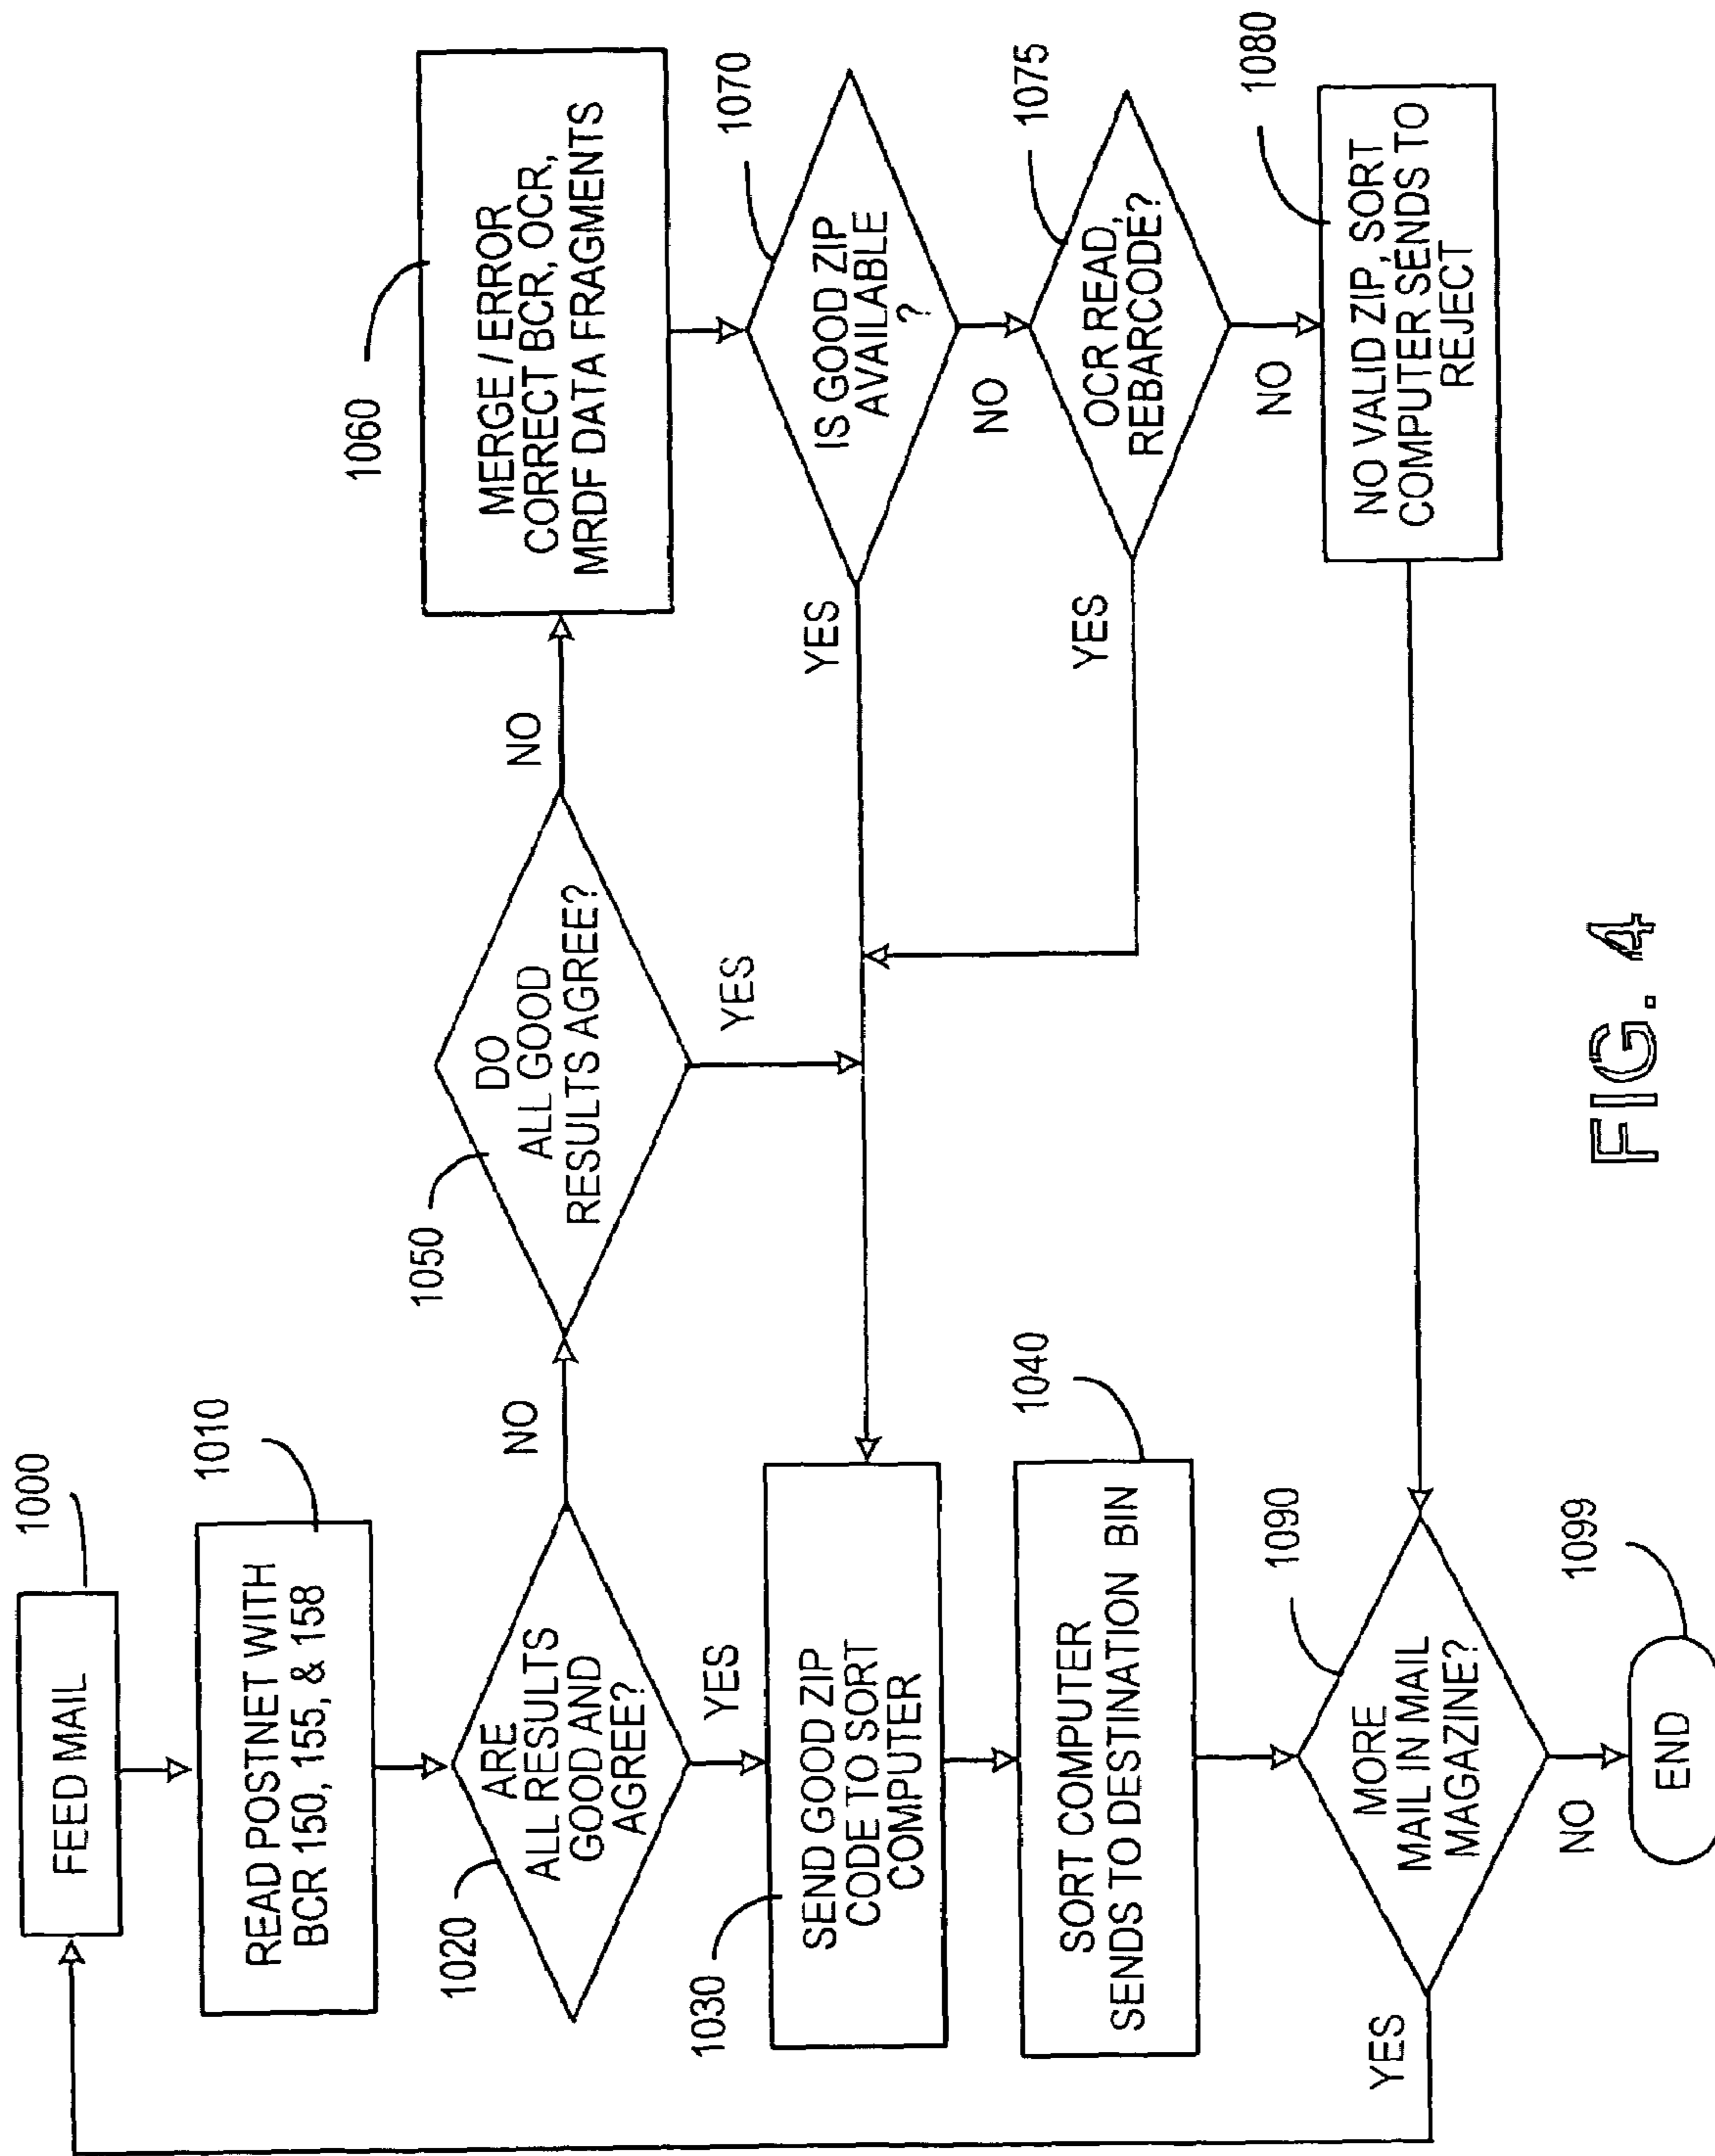 1000
FEED MAIL
1010
READ POSTNET WITH
BCR 150, 155, & 158
1020
ARE
ALL RESULTS
GOOD AND
AGREE?
NO
YES
1030
SEND GOOD ZIP
CODE TO SORT
COMPUTER
1040
SORT COMPUTER
SENDS TO DESTINATION BIN
1090
MORE
MAIL IN MAIL
MAGAZINE?
YES
NO
1099
END
1050
DO
ALL GOOD
RESULTS AGREE?
NO
YES
1060
MERGE / ERROR
CORRECT BCR, OCR,
MRDF DATA FRAGMENTS
1070
IS GOOD ZIP
AVAILABLE
?
YES
NO
1075
OCR READ,
REBARCODE?
YES
NO
1080
NO VALID ZIP, SORT
COMPUTER SENDS TO
REJECT
FIG. 4